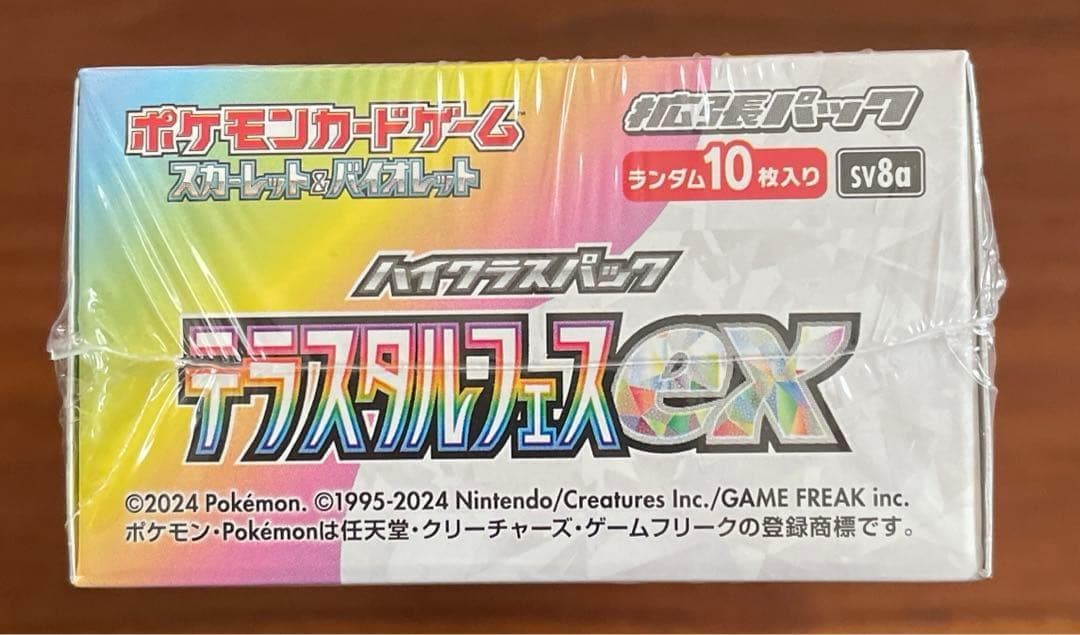 ポケモンカードゲーム™
スカーレット&バイオレット
拡張パック
ランダム10枚入り
sv8a
ハイクラスパック
テラスタル・フェスex
©2024 Pokémon. ©1995-2024 Nintendo/Creatures Inc./GAME FREAK inc.
ポケモン・Pokémonは任天堂・クリーチャーズ・ゲームフリークの登録商標です。